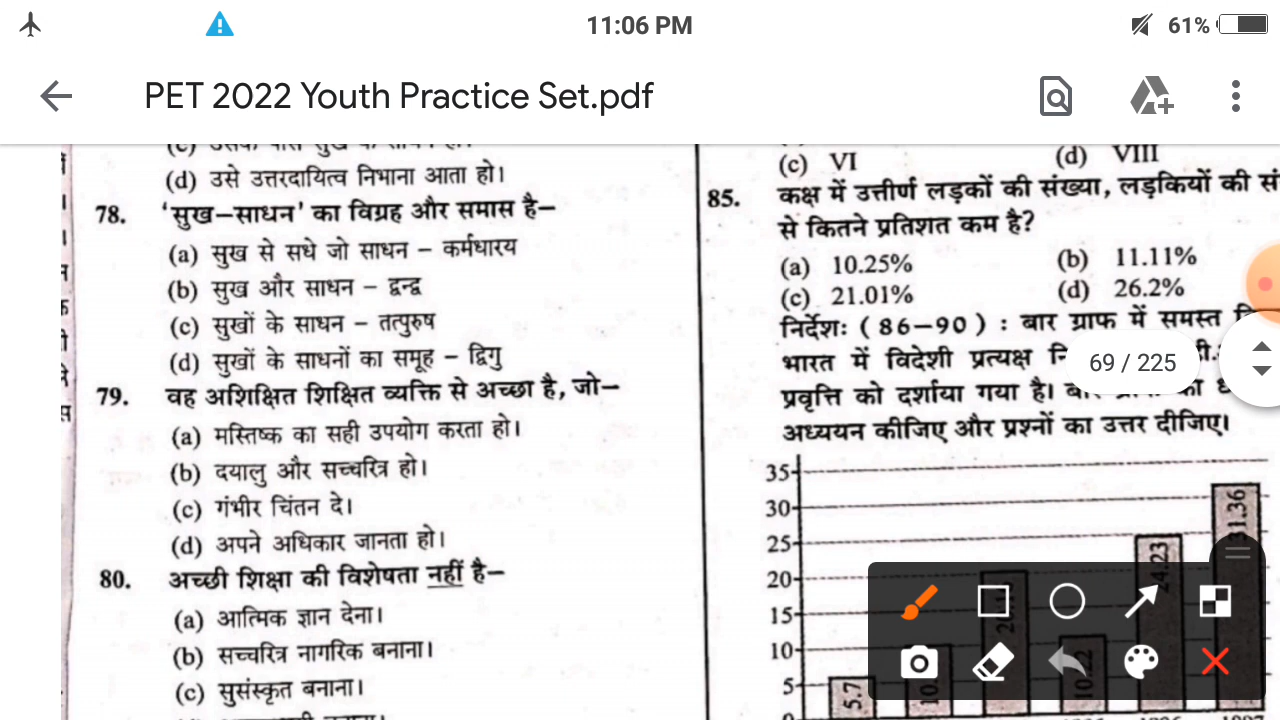 11:06 PM
61%
PET 2022 Youth Practice Set.pdf
(d) उसे उत्तरदायित्व निभाना आता हो।
78. 'सुख–साधन' का विग्रह और समास है–
(a) सुख से सधे जो साधन – कर्मधारय
(b) सुख और साधन – द्वन्द्व
(c) सुखों के साधन – तत्पुरुष
(d) सुखों के साधनों का समूह – द्विगु
79. वह अशिक्षित शिक्षित व्यक्ति से अच्छा है, जो–
(a) मस्तिष्क का सही उपयोग करता हो।
(b) दयालु और सच्चरित्र हो।
(c) गंभीर चिंतन दे।
(d) अपने अधिकार जानता हो।
80. अच्छी शिक्षा की विशेषता नहीं है–
(a) आत्मिक ज्ञान देना।
(b) सच्चरित्र नागरिक बनाना।
(c) सुसंस्कृत बनाना।
(c) VI (d) VIII
85. कक्ष में उत्तीर्ण लड़कों की संख्या, लड़कियों की
से कितने प्रतिशत कम है?
(a) 10.25% (b) 11.11%
(c) 21.01% (d) 26.2%
निर्देशः (86–90) : बार ग्राफ में समस्त
भारत में विदेशी प्रत्यक्ष
69 / 225
प्रवृत्ति को दर्शाया गया है।
अध्ययन कीजिए और प्रश्नों का उत्तर दीजिए।
35
30
25
20
15
10
5
5.7
10.22
24.23
31.36